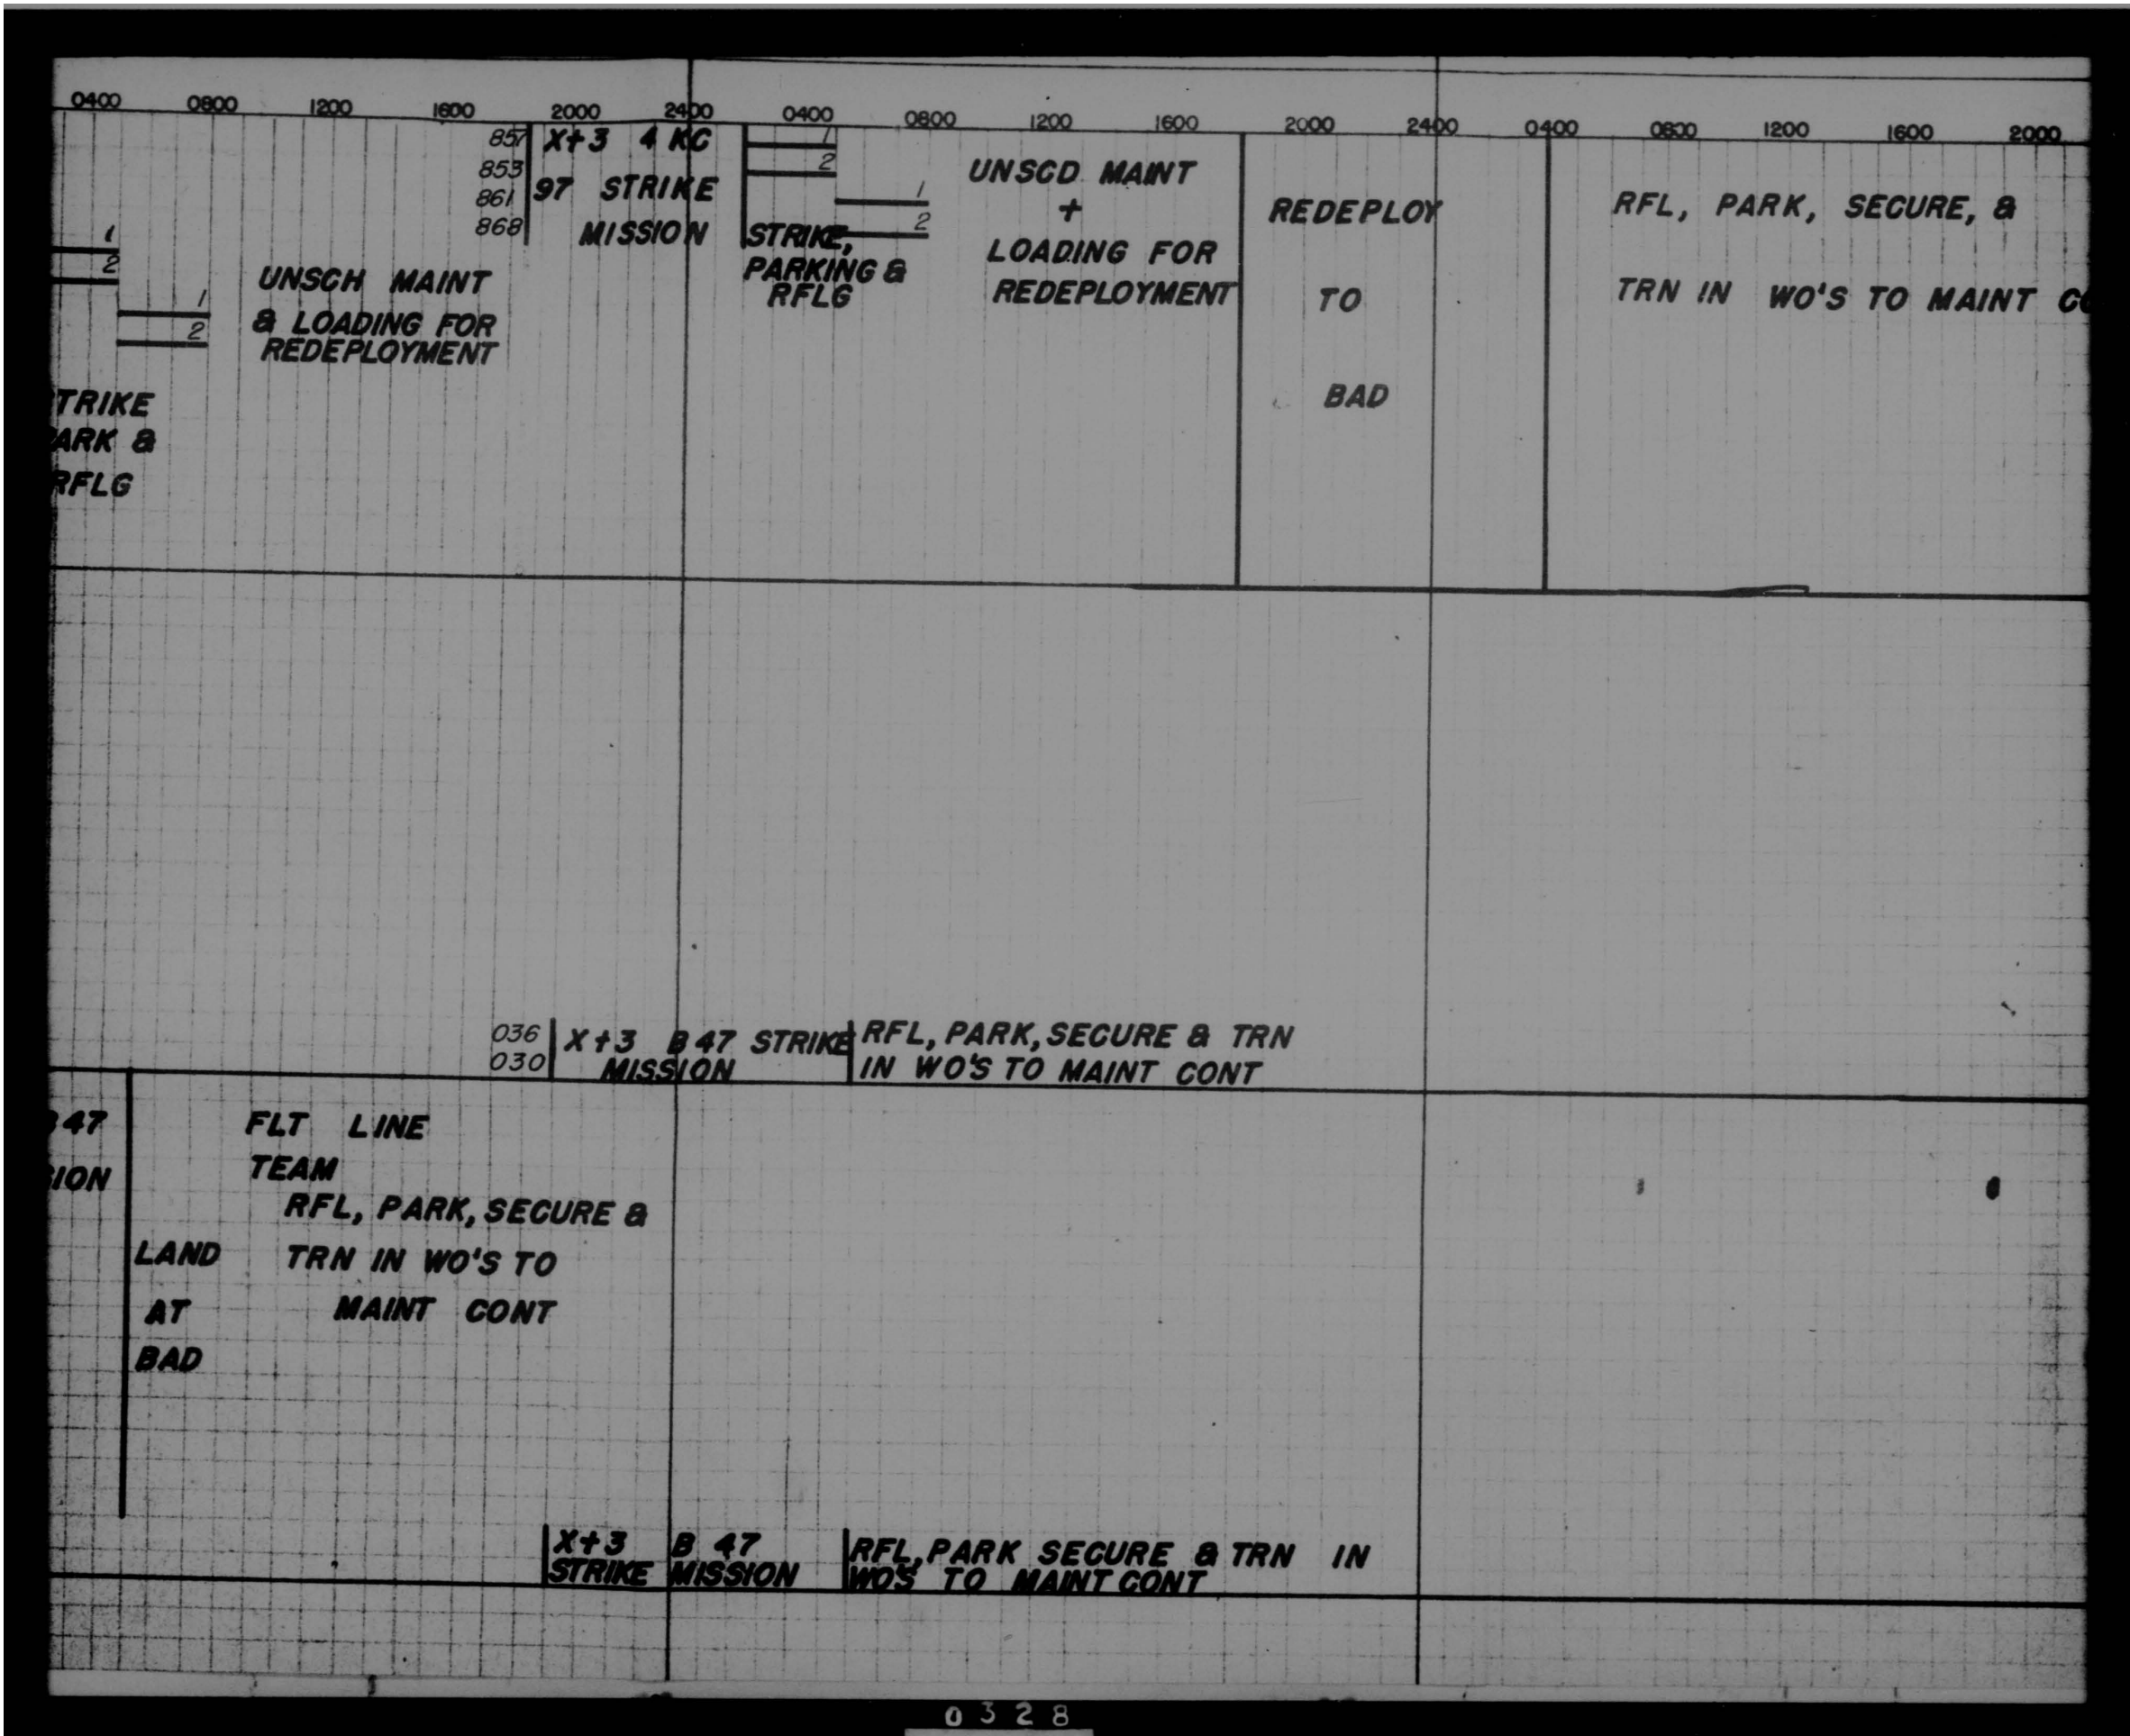 0400 0800 1200 1600 2000 2400 0400 0800 1200 1600 2000 2400 0400 0800 1200 1600 2000
857 X+3 4 KC
853
861 97 STRIKE
868 MISSION
1
2
1
2
UNSCH MAINT
& LOADING FOR
REDEPLOYMENT
TRIKE
ARK &
RFLG
1
2
1
2
STRIKE,
PARKING &
RFLG
UNSCD MAINT
+
LOADING FOR
REDEPLOYMENT
REDEPLOY
TO
BAD
RFL, PARK, SECURE, &
TRN IN WO'S TO MAINT CO
036
030
X+3 B 47 STRIKE
MISSION
RFL, PARK, SECURE & TRN
IN WO'S TO MAINT CONT
47
ION
LAND
AT
BAD
FLT LINE
TEAM
RFL, PARK, SECURE &
TRN IN WO'S TO
MAINT CONT
X+3 B 47
STRIKE MISSION
RFL, PARK SECURE & TRN IN
WO'S TO MAINT CONT
0328